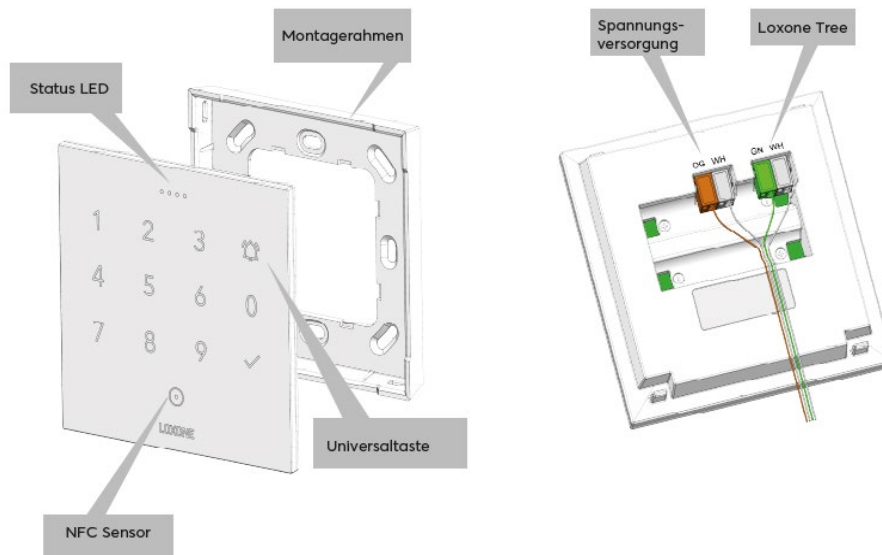 Montagerahmen
Status LED
1 2 3
4 5 6 0
7 8 9
LOXONE
Universaltaste
NFC Sensor
Spannungs-
versorgung
Loxone Tree
OG WH
GN WH